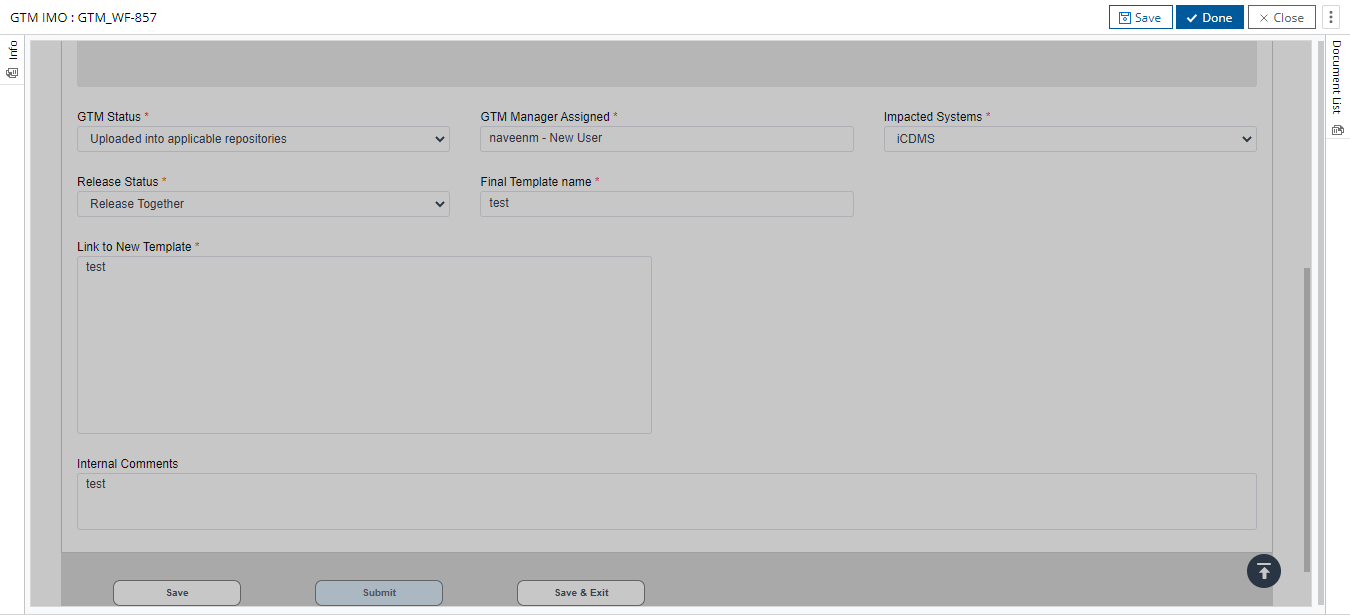 GTM IMO : GTM_WF-857
Save
Done
Close
Info
Document List
GTM Status *
GTM Manager Assigned *
Impacted Systems *
Uploaded into applicable repositories
naveenm - New User
iCDMS
Release Status *
Final Template name *
Release Together
test
Link to New Template *
test
Internal Comments
test
Save
Submit
Save & Exit